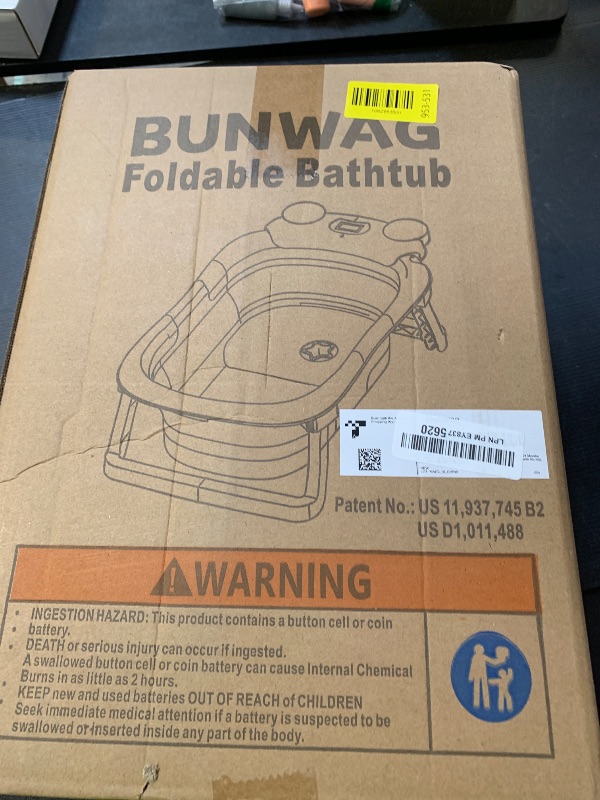 953-531
BUNWAG
Foldable Bathtub
LPN PM EY837 5620
Patent No.: US 11,937,745 B2
US D1,011,488
WARNING
• INGESTION HAZARD: This product contains a button cell or coin
• battery.
• DEATH or serious injury can occur if ingested.
A swallowed button cell or coin battery can cause Internal Chemical
• Burns in as little as 2 hours.
• KEEP new and used batteries OUT OF REACH of CHILDREN
Seek immediate medical attention if a battery is suspected to be
swallowed or inserted inside any part of the body.